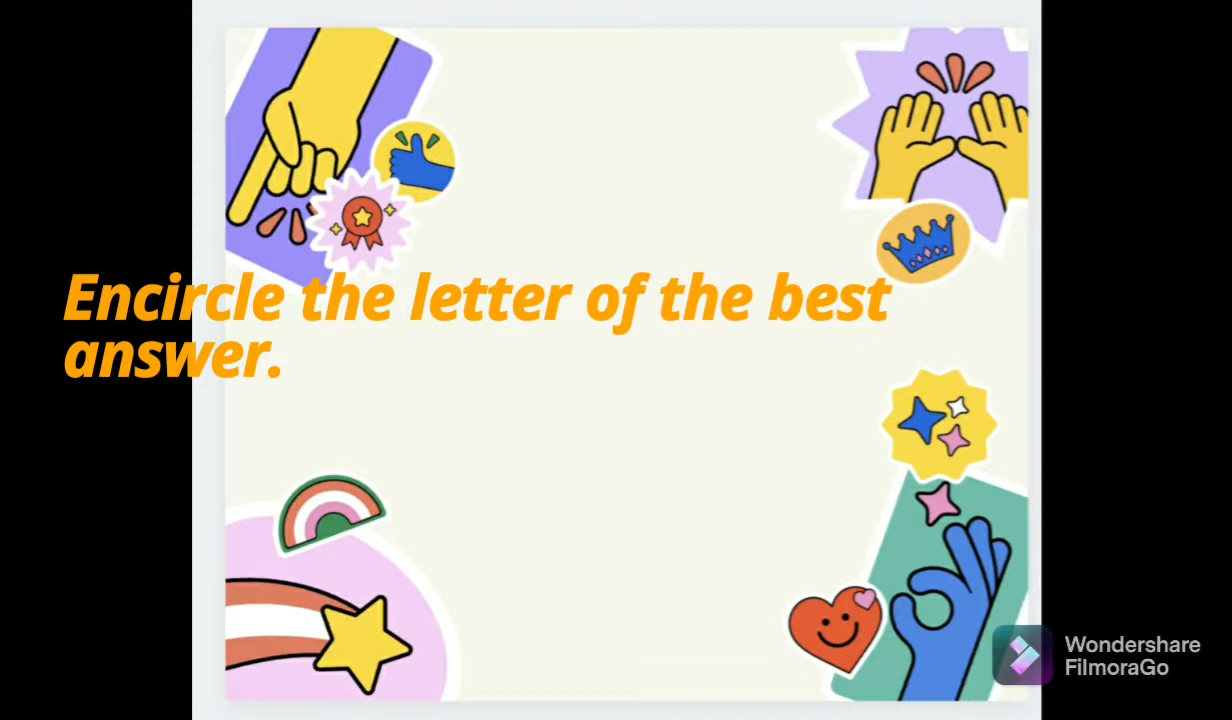 Encircle the letter of the best
answer.
Wondershare
FilmoraGo